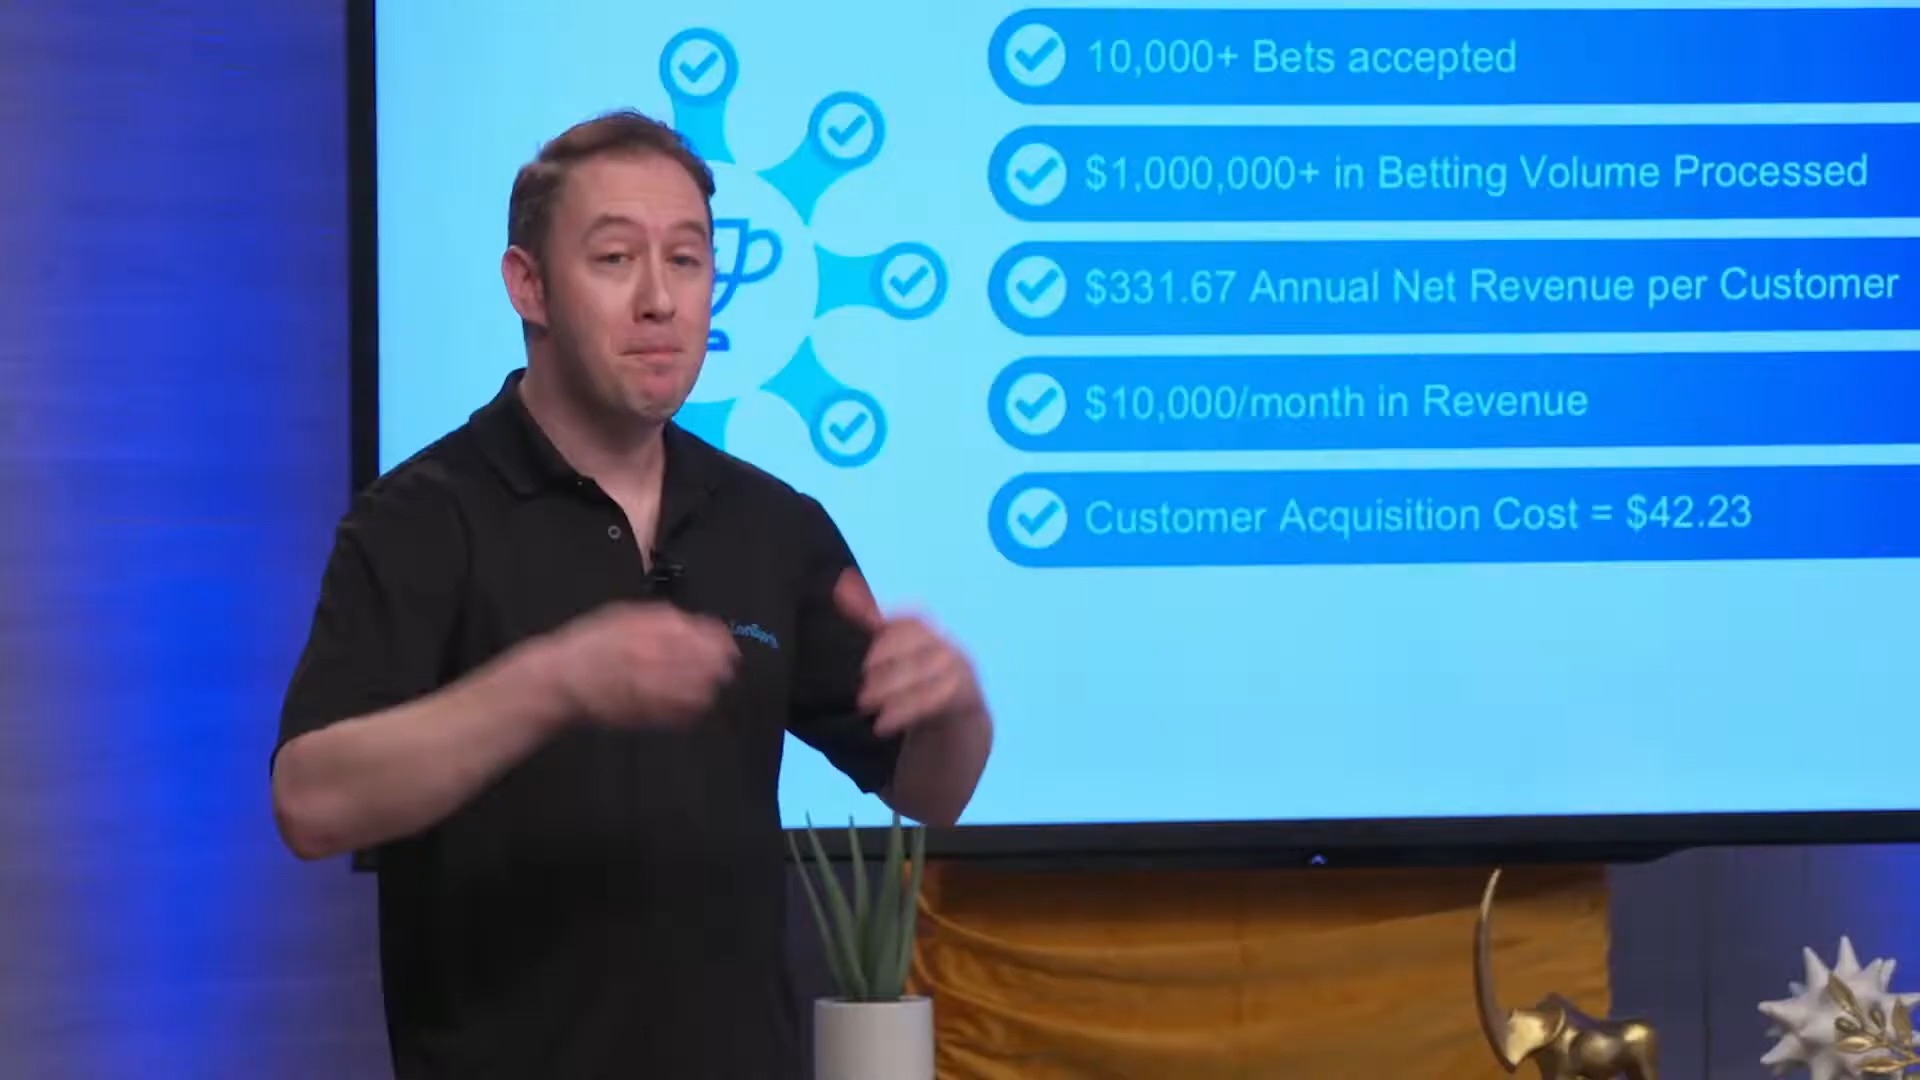 10,000+ Bets accepted
$1,000,000+ in Betting Volume Processed
$331.67 Annual Net Revenue per Customer
$10,000/month in Revenue
Customer Acquisition Cost = $42.23